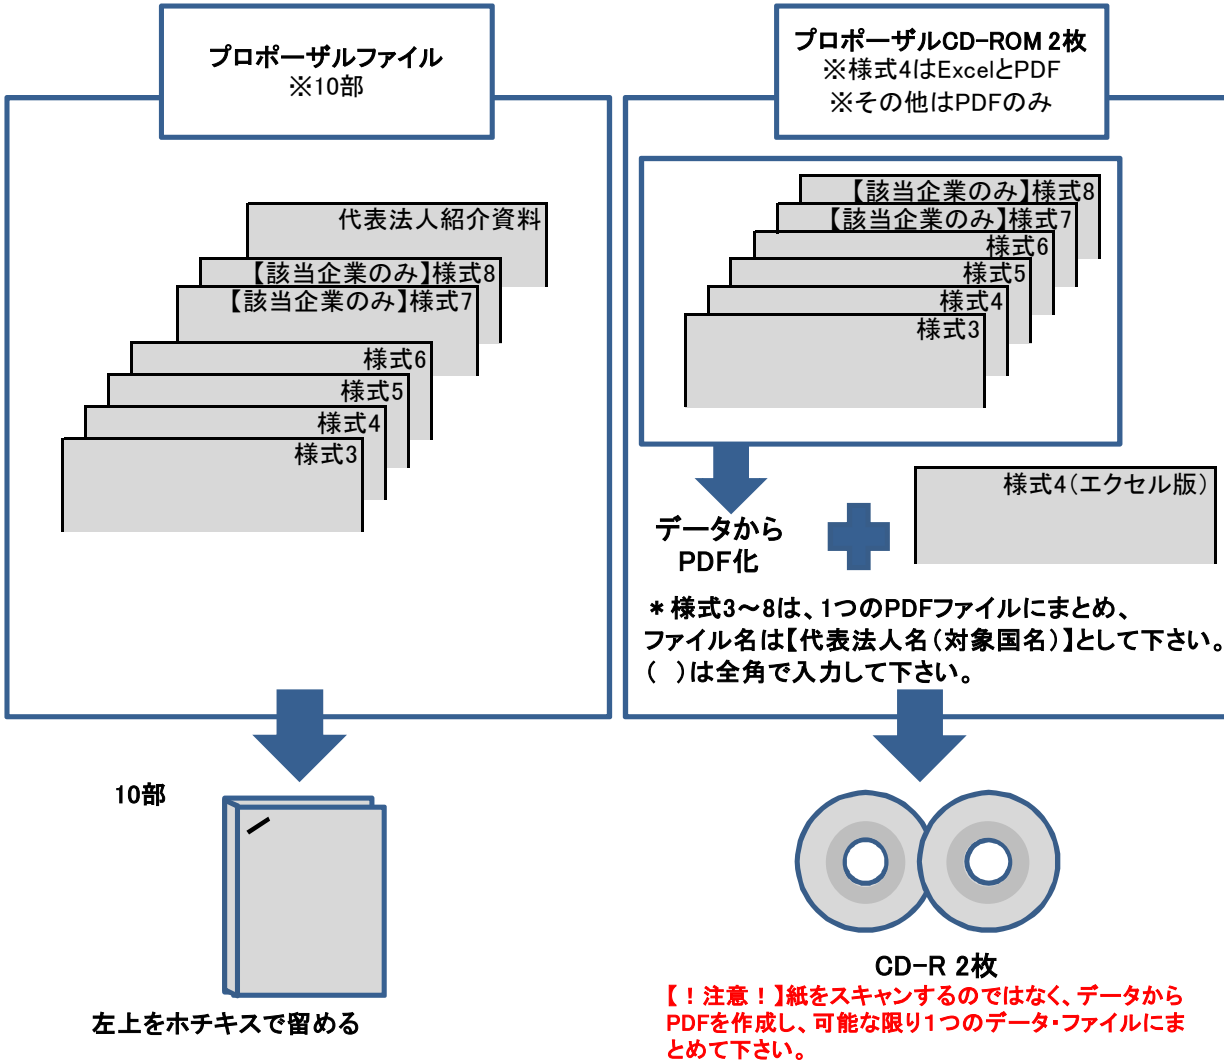 プロポーザルファイル
※10部
代表法人紹介資料
【該当企業のみ】様式8
【該当企業のみ】様式7
様式6
様式5
様式4
様式3
10部
左上をホチキスで留める
プロポーザルCD-ROM 2枚
※様式4はExcelとPDF
※その他はPDFのみ
【該当企業のみ】様式8
【該当企業のみ】様式7
様式6
様式5
様式4
様式3
データから
PDF化
様式4(エクセル版)
*様式3～8は、1つのPDFファイルにまとめ、
ファイル名は【代表法人名(対象国名)】として下さい。
( )は全角で入力して下さい。
CD-R 2枚
【！注意！】紙をスキャンするのではなく、データから
PDFを作成し、可能な限り1つのデータ・ファイルにま
とめて下さい。